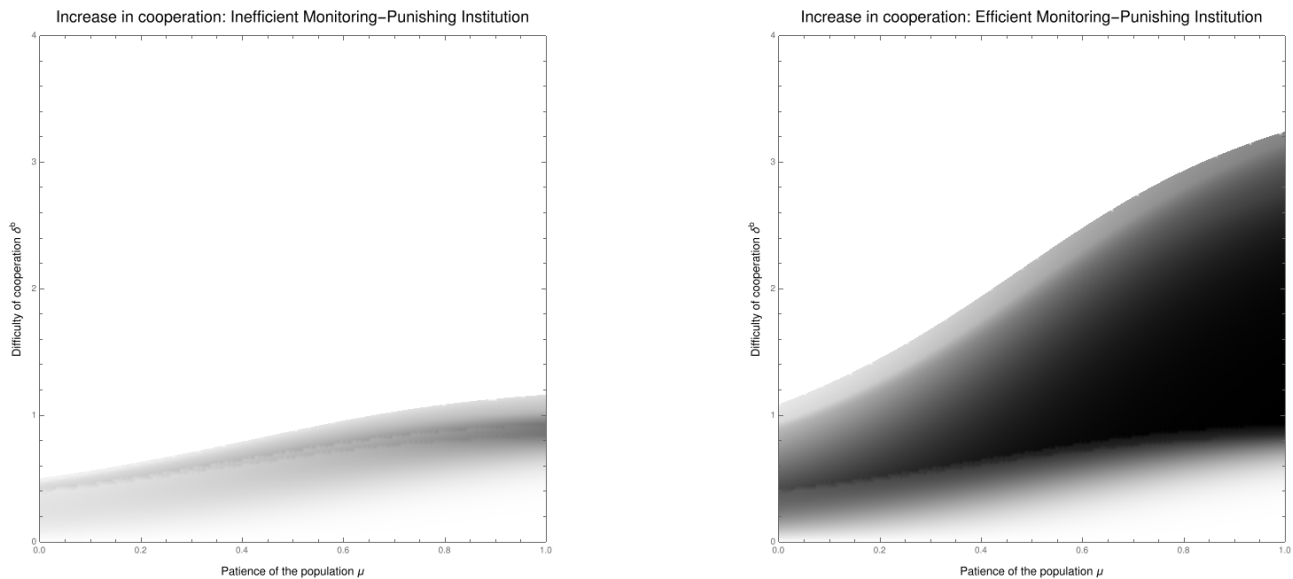 Increase in cooperation: Inefficient Monitoring–Punishing Institution
4
3
2
1
0
Difficulty of cooperation δᵇ
0.0 0.2 0.4 0.6 0.8 1.0
Patience of the population μ
Increase in cooperation: Efficient Monitoring–Punishing Institution
4
3
2
1
0
Difficulty of cooperation δᵇ
0.0 0.2 0.4 0.6 0.8 1.0
Patience of the population μ